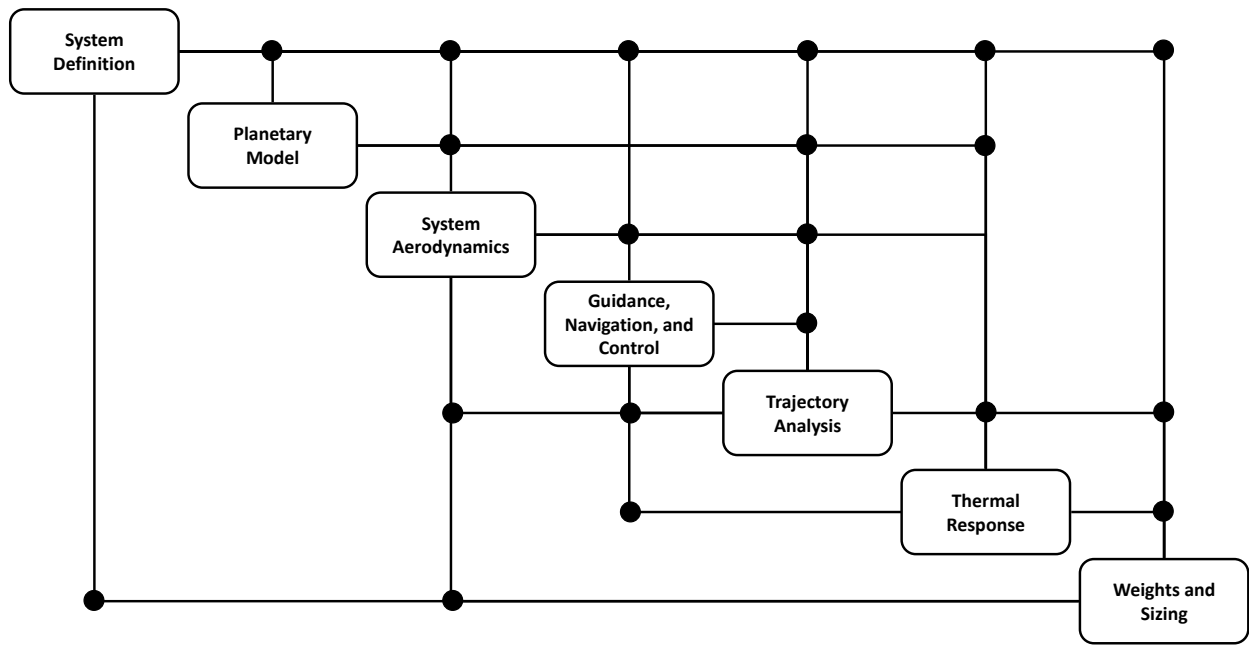 System
Definition
Planetary
Model
System
Aerodynamics
Guidance,
Navigation, and
Control
Trajectory
Analysis
Thermal
Response
Weights and
Sizing